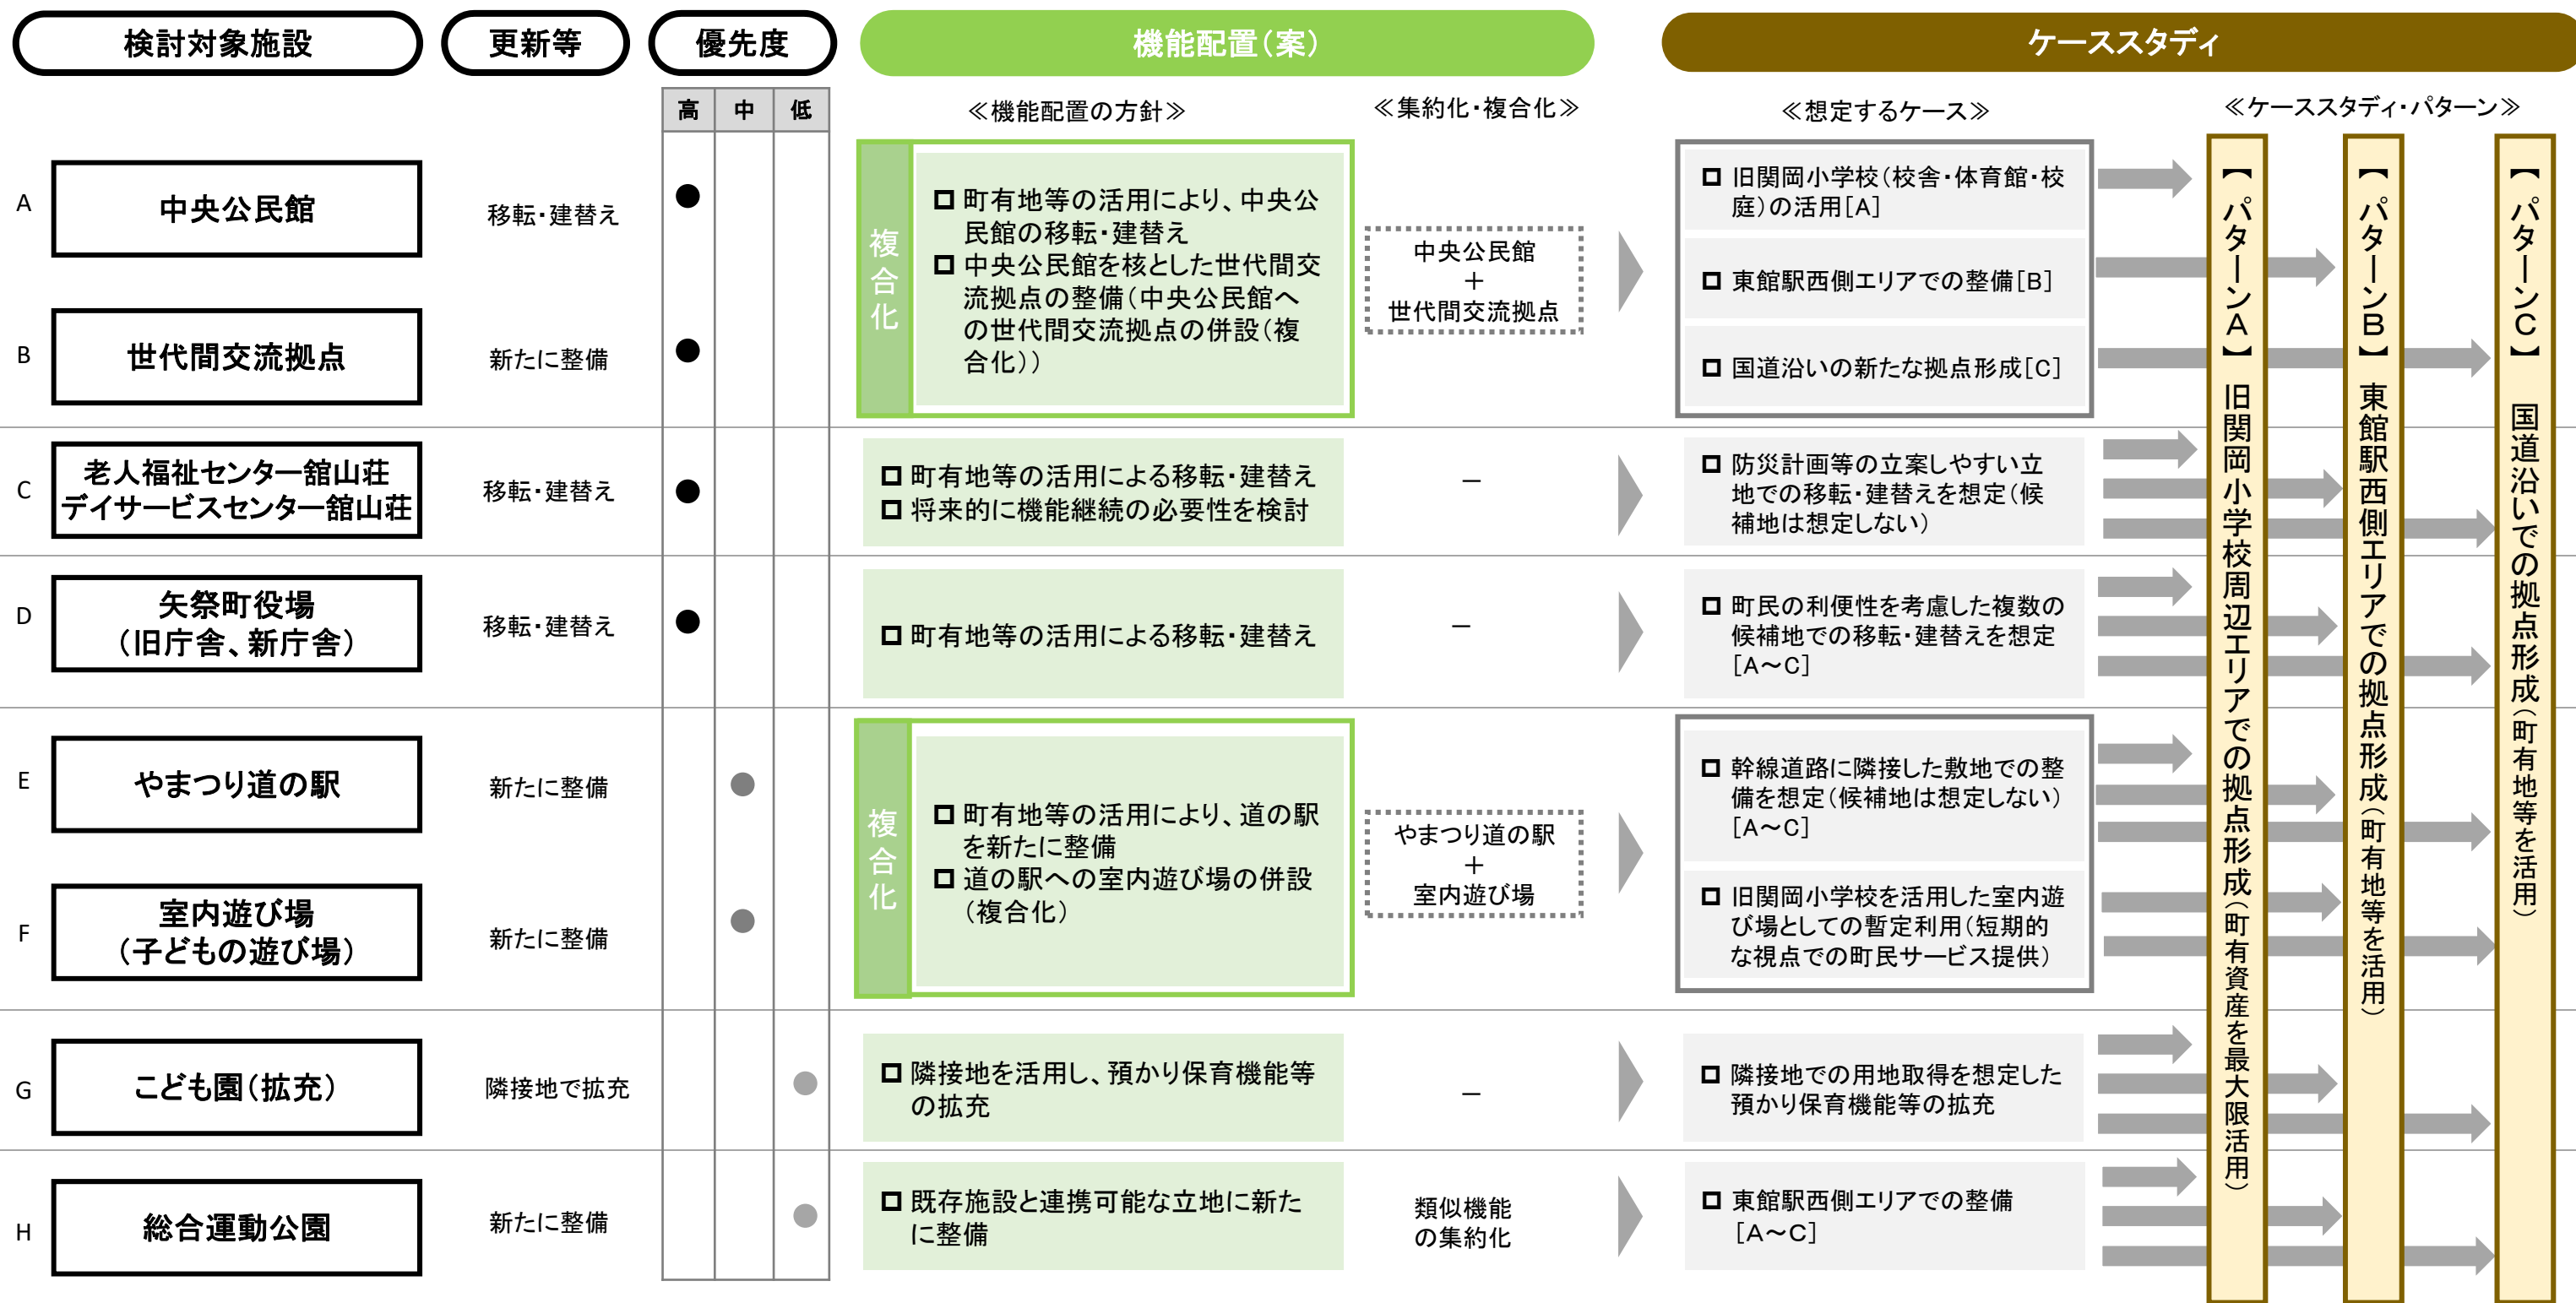 検討対象施設
更新等
優先度
機能配置(案)
ケーススタディ
高
中
低
≪機能配置の方針≫
≪集約化・複合化≫
≪想定するケース≫
≪ケーススタディ・パターン≫
A
中央公民館
移転・建替え
●
B
世代間交流拠点
新たに整備
●
複合化
町有地等の活用により、中央公
民館の移転・建替え
中央公民館を核とした世代間交
流拠点の整備(中央公民館へ
の世代間交流拠点の併設(複
合化))
中央公民館
＋
世代間交流拠点
旧関岡小学校(校舎・体育館・校
庭)の活用[A]
東館駅西側エリアでの整備[B]
国道沿いの新たな拠点形成[C]
C
老人福祉センター舘山荘
デイサービスセンター舘山荘
移転・建替え
●
町有地等の活用による移転・建替え
将来的に機能継続の必要性を検討
－
防災計画等の立案しやすい立
地での移転・建替えを想定(候
補地は想定しない)
D
矢祭町役場
(旧庁舎、新庁舎)
移転・建替え
●
町有地等の活用による移転・建替え
－
町民の利便性を考慮した複数の
候補地での移転・建替えを想定
[A～C]
E
やまつり道の駅
新たに整備
●
F
室内遊び場
(子どもの遊び場)
新たに整備
●
複合化
町有地等の活用により、道の駅
を新たに整備
道の駅への室内遊び場の併設
(複合化)
やまつり道の駅
＋
室内遊び場
幹線道路に隣接した敷地での整
備を想定(候補地は想定しない)
[A～C]
旧関岡小学校を活用した室内遊
び場としての暫定利用(短期的
な視点での町民サービス提供)
G
こども園(拡充)
隣接地で拡充
●
隣接地を活用し、預かり保育機能等
の拡充
－
隣接地での用地取得を想定した
預かり保育機能等の拡充
H
総合運動公園
新たに整備
●
既存施設と連携可能な立地に新た
に整備
類似機能
の集約化
東館駅西側エリアでの整備
[A～C]
【パターンA】旧関岡小学校周辺エリアでの拠点形成(町有資産を最大限活用)
【パターンB】東館駅西側エリアでの拠点形成(町有地等を活用)
【パターンC】国道沿いでの拠点形成(町有地等を活用)